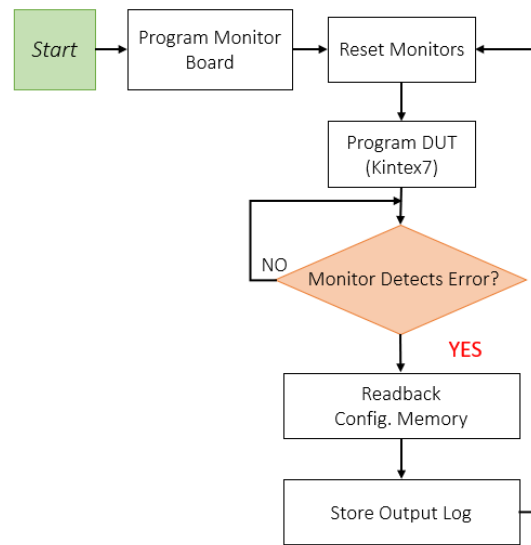 Start
Program Monitor
Board
Reset Monitors
Program DUT
(Kintex7)
NO
Monitor Detects Error?
YES
Readback
Config. Memory
Store Output Log